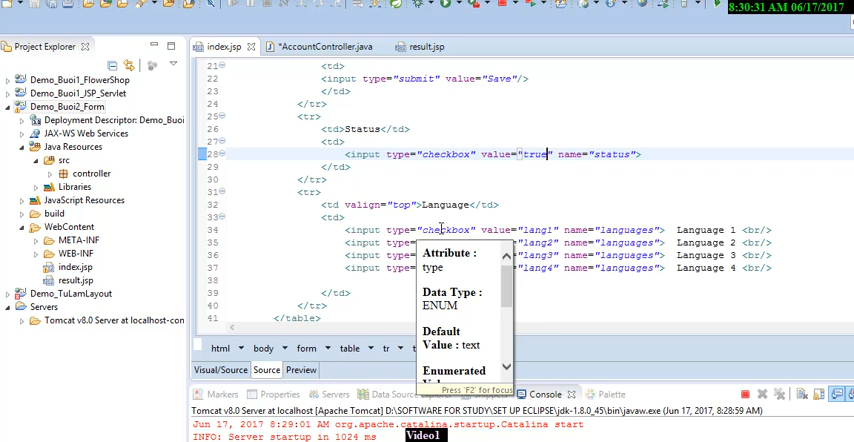 8:30:31 AM 06/17/2017
Project Explorer
Demo_Buoi1_FlowerShop
Demo_Buoi1_JSP_Servlet
Demo_Buoi2_Form
Deployment Descriptor: Demo_Buoi
JAX-WS Web Services
Java Resources
src
controller
Libraries
JavaScript Resources
build
WebContent
META-INF
WEB-INF
index.jsp
result.jsp
Demo_TuLamLayout
Servers
Tomcat v8.0 Server at localhost-con
index.jsp *AccountController.java result.jsp
21 <td>
22 <input type="submit" value="Save"/>
23 </td>
24 </tr>
25 <tr>
26 <td>Status</td>
27 <td>
28 <input type="checkbox" value="true" name="status">
29 </td>
30 </tr>
31 <tr>
32 <td valign="top">Language</td>
33 <td>
34 <input type="checkbox" value="lang1" name="languages"> Language 1 <br/>
35 <input type= "lang2" name="languages"> Language 2 <br/>
36 <input type= "lang3" name="languages"> Language 3 <br/>
37 <input type= "lang4" name="languages"> Language 4 <br/>
38
39 </td>
40 </tr>
41 </table>
Attribute :
type
Data Type :
ENUM
Default
Value : text
Enumerated
Press 'F2' for focus
html body form table tr
Visual/Source Source Preview
Markers Properties Servers Data Source Console Palette
Tomcat v8.0 Server at localhost [Apache Tomcat] D:\SOFTWARE FOR STUDY\SET UP ECLIPSE\jdk-1.8.0_45\bin\javaw.exe (Jun 17, 2017, 8:28:59 AM)
Jun 17, 2017 8:29:01 AM org.apache.catalina.startup.Catalina start
INFO: Server startup in 1024 ms
Video1